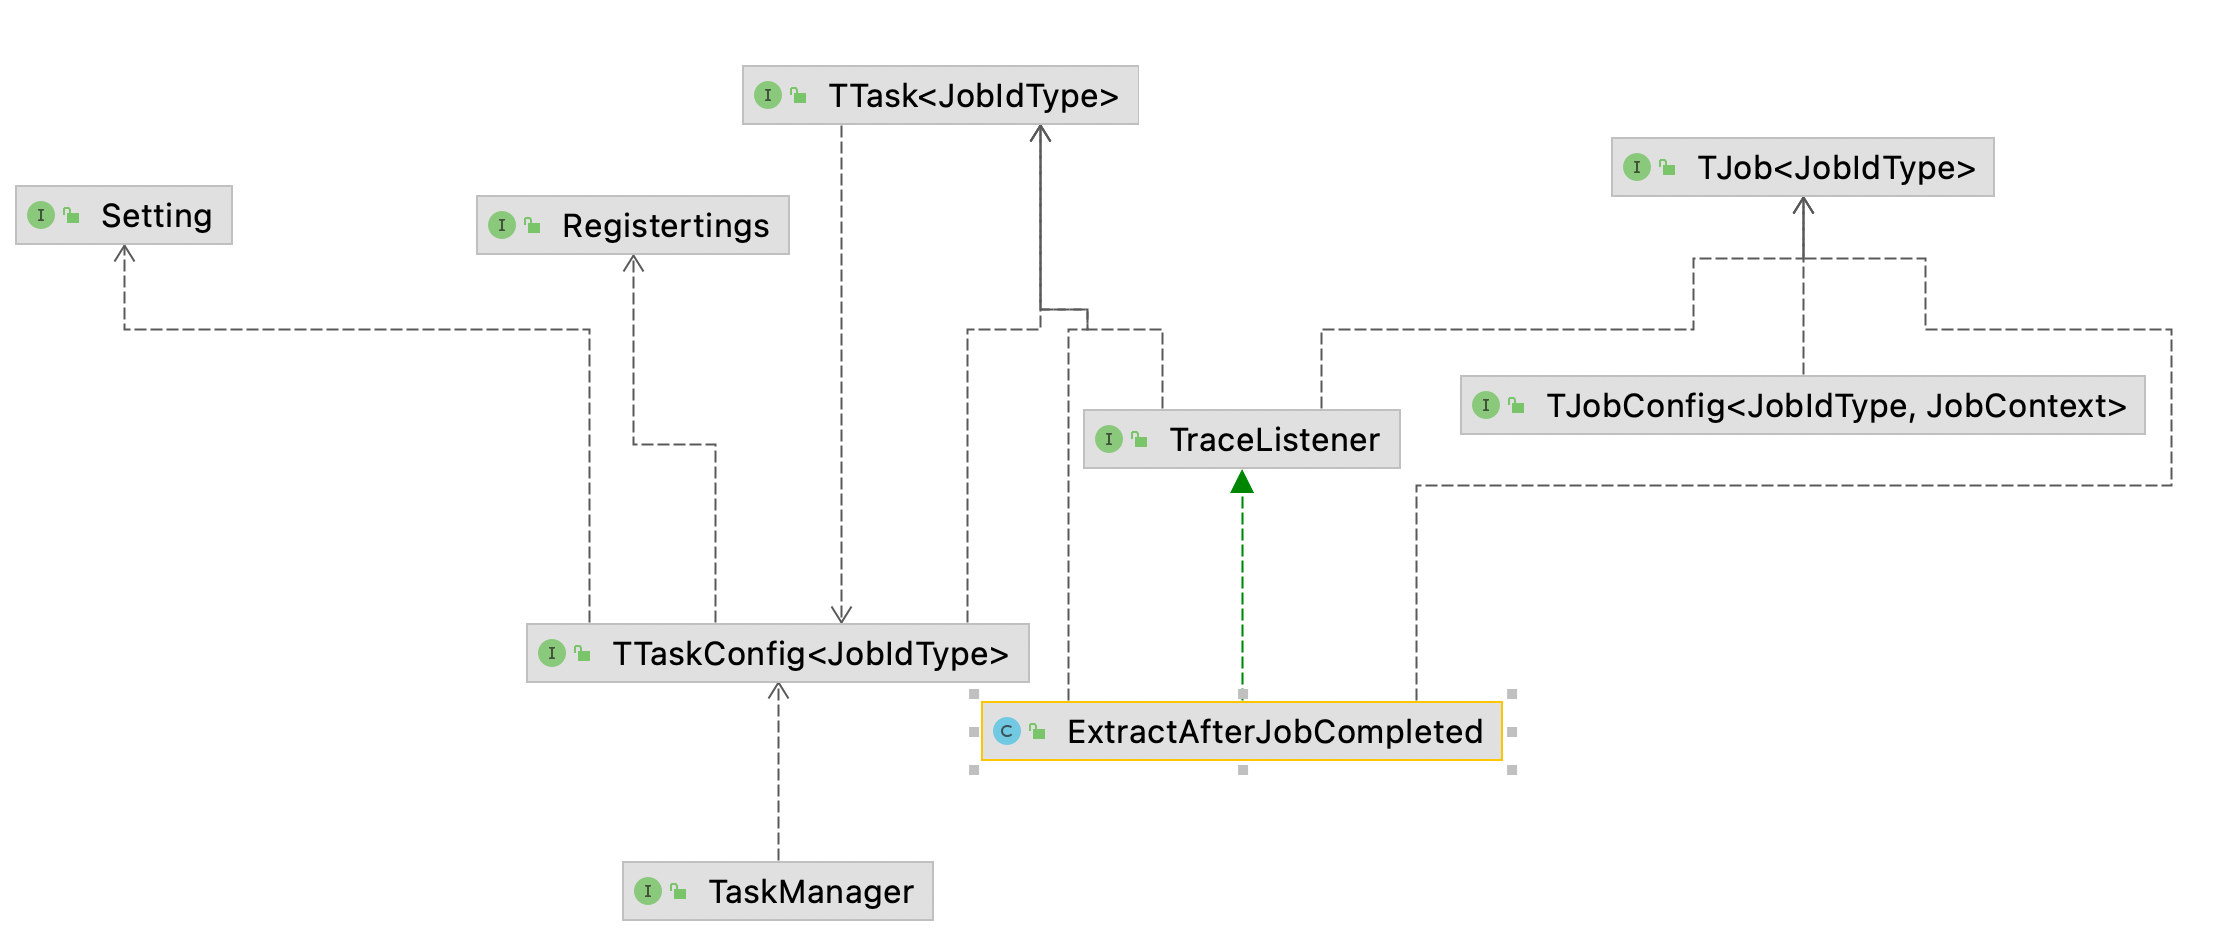 TTask<JobIdType>
TJob<JobIdType>
Setting
Registertings
TJobConfig<JobIdType, JobContext>
TraceListener
TTaskConfig<JobIdType>
ExtractAfterJobCompleted
TaskManager